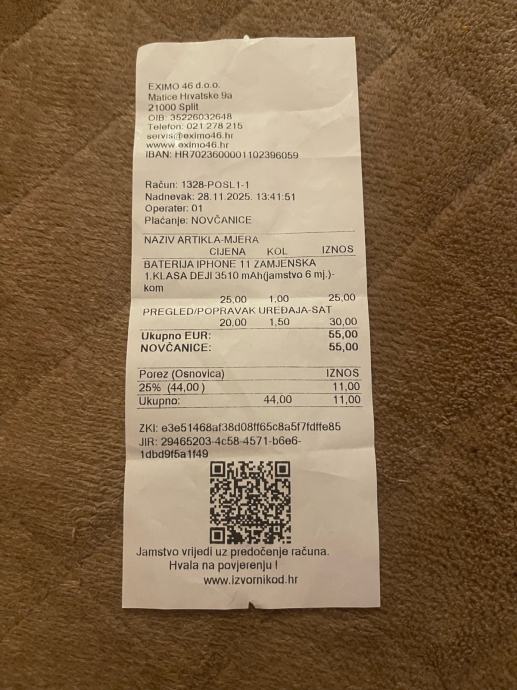 EXIMO 46 d.o.o.
Matice Hrvatske 9a
21000 Split
OIB: 35226032648
Telefon: 021 278 215
servis@eximo46.hr
www.eximo46.hr
IBAN: HR7023600001102396059
Račun: 1328-POSL1-1
Nadnevak: 28.11.2025. 13:41:51
Operater: 01
Plaćanje: NOVČANICE
NAZIV ARTIKLA-MJERA
CIJENA KOL IZNOS
BATERIJA IPHONE 11 ZAMJENSKA
1.KLASA DEJI 3510 mAh(jamstvo 6 mj.)-
kom
25,00 1,00 25,00
PREGLED/POPRAVAK UREĐAJA-SAT
20,00 1,50 30,00
Ukupno EUR: 55,00
NOVČANICE: 55,00
Porez (Osnovica) IZNOS
25% (44,00 ) 11,00
Ukupno: 44,00 11,00
ZKI: e3e51468af38d08ff65c8a5f7fdffe85
JIR: 29465203-4c58-4571-b6e6-
1dbd9f5a1f49
Jamstvo vrijedi uz predočenje računa.
Hvala na povjerenju !
www.izvornikod.hr